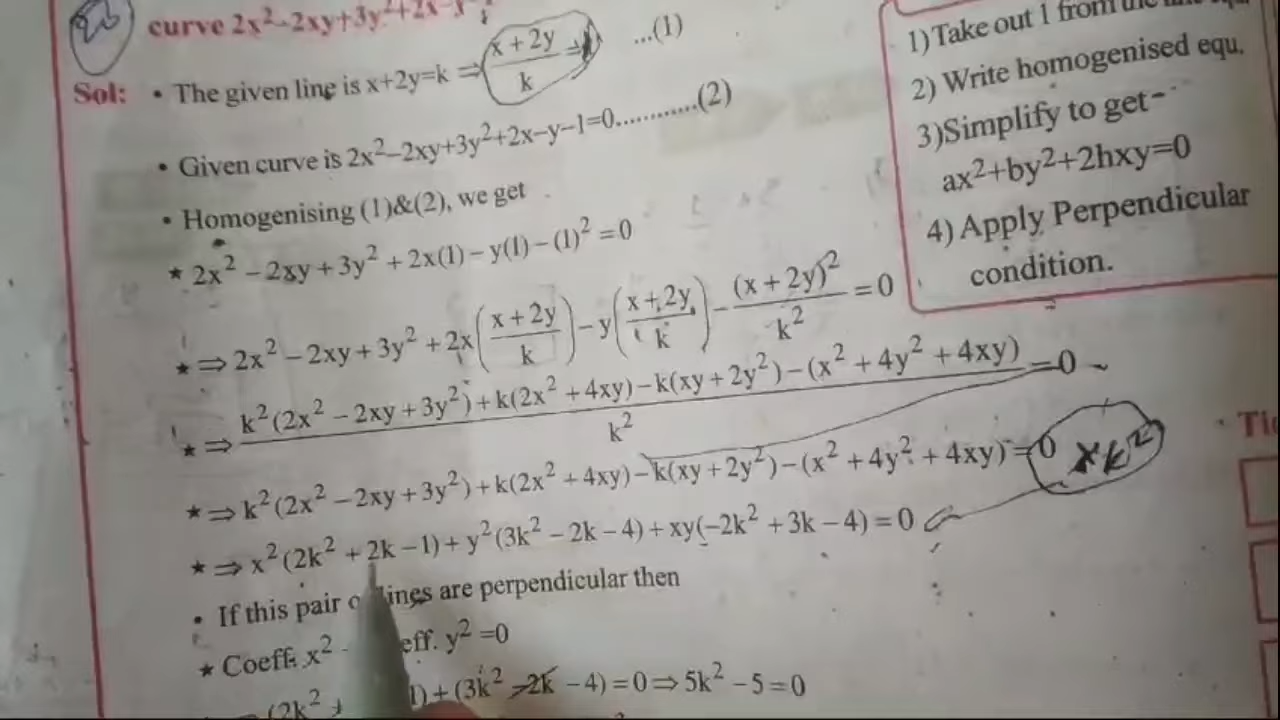 curve 2x²-2xy+3y²+2x-y-
Sol: • The given line is x+2y=k ⇒ (x+2y)/k = 1 ...(1)
• Given curve is 2x²-2xy+3y²+2x-y-1=0............(2)
• Homogenising (1)&(2), we get
* 2x² - 2xy + 3y² + 2x(1) - y(1) - (1)² = 0
* ⇒ 2x² - 2xy + 3y² + 2x((x + 2y)/k) - y((x + 2y)/k) - (x + 2y)²/k² = 0
* ⇒ (k²(2x² - 2xy + 3y²) + k(2x² + 4xy) - k(xy + 2y²) - (x² + 4y² + 4xy))/k² = 0
* ⇒ k²(2x² - 2xy + 3y²) + k(2x² + 4xy) - k(xy + 2y²) - (x² + 4y² + 4xy) = 0 ×k²
* ⇒ x²(2k² + 2k - 1) + y²(3k² - 2k - 4) + xy(-2k² + 3k - 4) = 0
• If this pair lines are perpendicular then
* Coeff. x² eff. y² = 0
(2k² + 1) + (3k² - 2k - 4) = 0 ⇒ 5k² - 5 = 0
1) Take out 1 from the
2) Write homogenised equ.
3) Simplify to get-
ax²+by²+2hxy=0
4) Apply Perpendicular
condition.